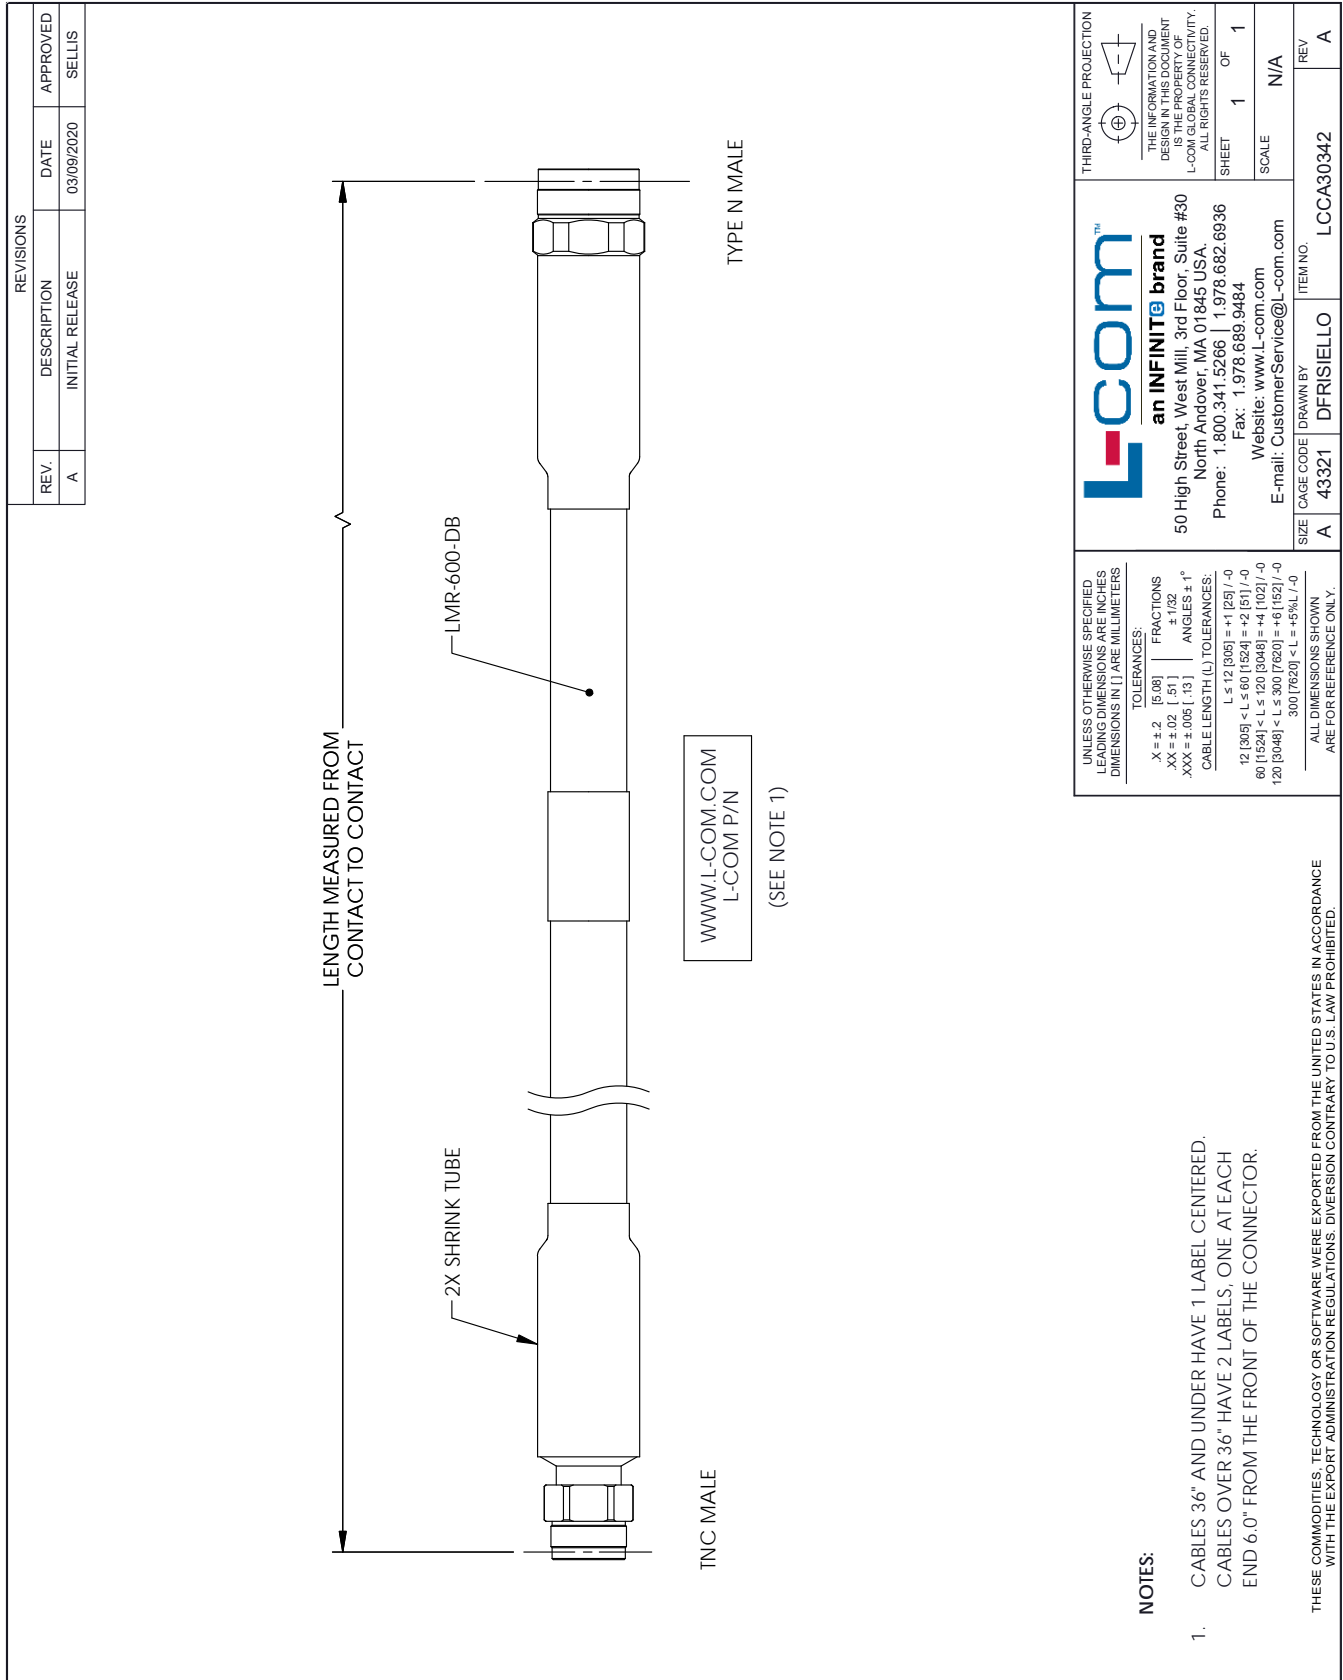 REVISIONS
REV. DESCRIPTION DATE APPROVED
A INITIAL RELEASE 03/09/2020 SELLIS
LENGTH MEASURED FROM
CONTACT TO CONTACT
2X SHRINK TUBE
LMR-600-DB
TNC MALE
TYPE N MALE
WWW.L-COM.COM
L-COM P/N
(SEE NOTE 1)
NOTES:
1. CABLES 36" AND UNDER HAVE 1 LABEL CENTERED.
CABLES OVER 36" HAVE 2 LABELS, ONE AT EACH
END 6.0" FROM THE FRONT OF THE CONNECTOR.
THESE COMMODITIES, TECHNOLOGY OR SOFTWARE WERE EXPORTED FROM THE UNITED STATES IN ACCORDANCE
WITH THE EXPORT ADMINISTRATION REGULATIONS. DIVERSION CONTRARY TO U.S. LAW PROHIBITED.
UNLESS OTHERWISE SPECIFIED
LEADING DIMENSIONS ARE INCHES
DIMENSIONS IN [ ] ARE MILLIMETERS
TOLERANCES:
.X = ±.2 [5.08] FRACTIONS
.XX = ±.02 [.51] ± 1/32
.XXX = ±.005 [.13] ANGLES ± 1°
CABLE LENGTH (L) TOLERANCES:
L ≤ 12 [305] = +1 [25] / -0
12 [305] < L ≤ 60 [1524] = +2 [51] / -0
60 [1524] < L ≤ 120 [3048] = +4 [102] / -0
120 [3048] < L ≤ 300 [7620] = +6 [152] / -0
300 [7620] < L = +5%L / -0
ALL DIMENSIONS SHOWN
ARE FOR REFERENCE ONLY.
L-com™
an INFINITe brand
50 High Street, West Mill, 3rd Floor, Suite #30
North Andover, MA 01845 USA.
Phone: 1.800.341.5266 | 1.978.682.6936
Fax: 1.978.689.9484
Website: www.L-com.com
E-mail: CustomerService@L-com.com
THIRD-ANGLE PROJECTION
THE INFORMATION AND
DESIGN IN THIS DOCUMENT
IS THE PROPERTY OF
L-COM GLOBAL CONNECTIVITY.
ALL RIGHTS RESERVED.
SHEET 1 OF 1
SCALE N/A
SIZE CAGE CODE DRAWN BY ITEM NO. REV
A 43321 DFRISIELLO LCCA30342 A